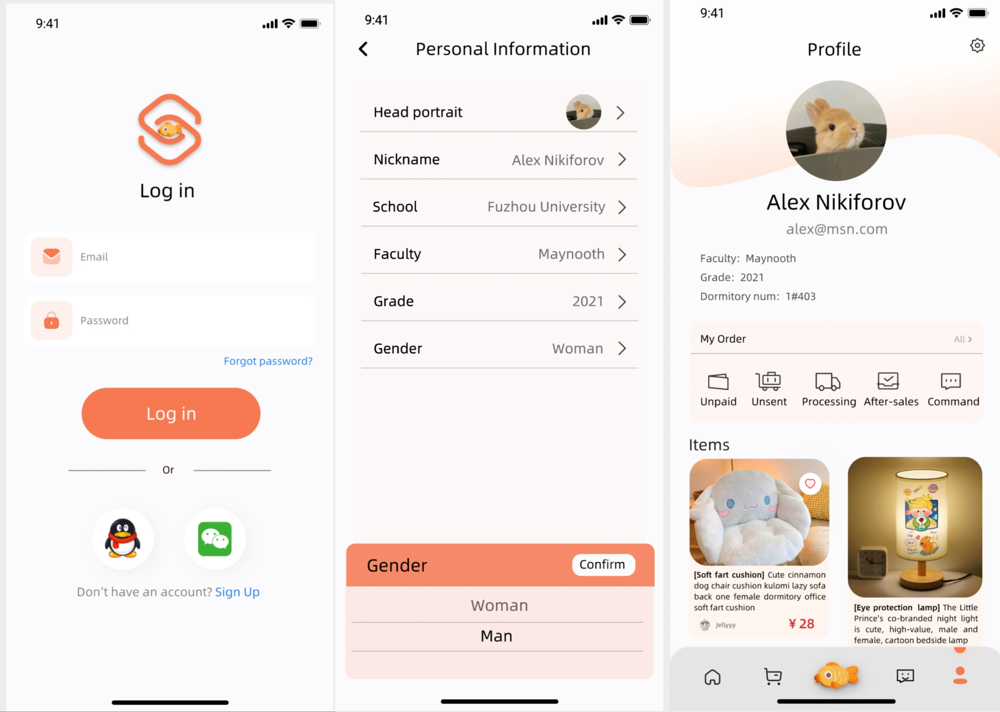 9:41
Log in
Email
Password
Forgot password?
Log in
Or
Don’t have an account? Sign Up
9:41
Personal Information
Head portrait
Nickname Alex Nikiforov
School Fuzhou University
Faculty Maynooth
Grade 2021
Gender Woman
Gender Confirm
Woman
Man
9:41
Profile
Alex Nikiforov
alex@msn.com
Faculty: Maynooth
Grade: 2021
Dormitory num: 1#403
My Order All >
Unpaid Unsent Processing After-sales Command
Items
[Soft fart cushion] Cute cinnamon
dog chair cushion kulomi lazy sofa
back one female dormitory office
soft fart cushion
Jellyyy ¥ 28
[Eye protection lamp] The Little
Prince's co-branded night light
is cute, high-value, male and
female, cartoon bedside lamp